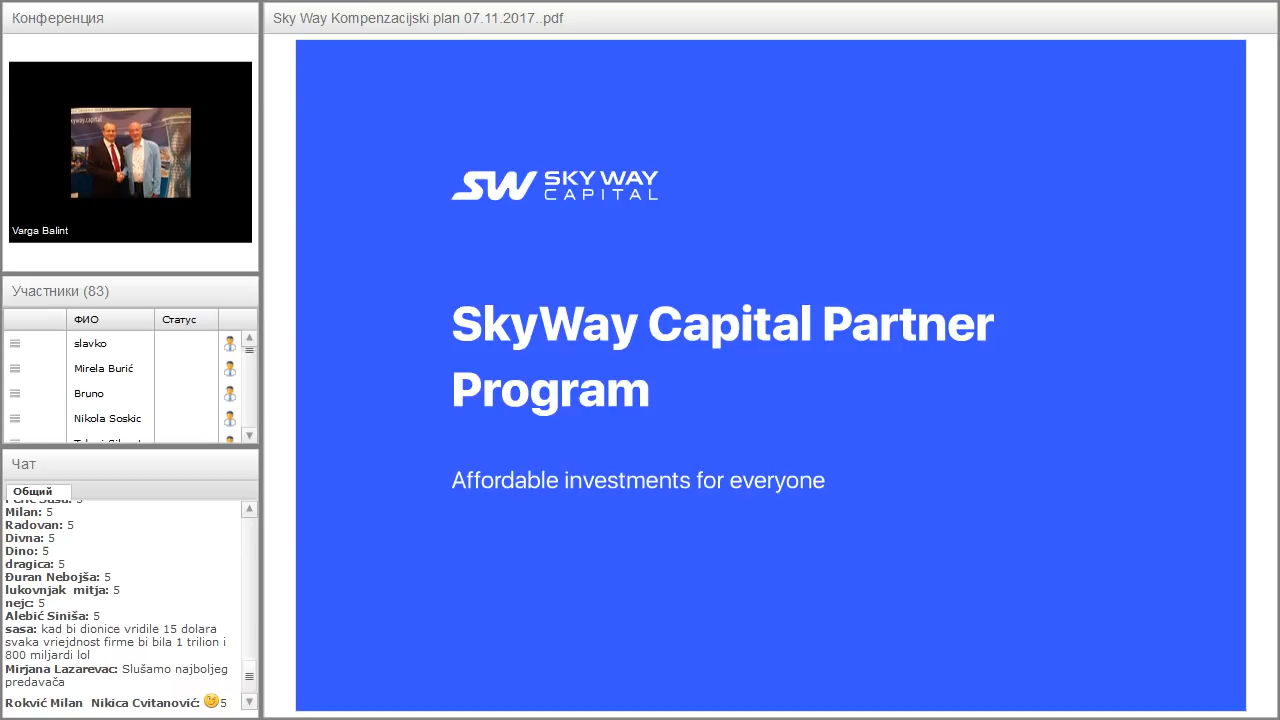 Конференция
Varga Balint
Участники (83)
ФИО Статус
slavko
Mirela Burić
Bruno
Nikola Soskic
Чат
Общий
Milan: 5
Radovan: 5
Divna: 5
Dino: 5
dragica: 5
Đuran Nebojša: 5
lukovnjak mitja: 5
nejc: 5
Alebić Siniša: 5
sasa: kad bi dionice vridile 15 dolara
svaka vriejdnost firme bi bila 1 trilion i
800 miljardi lol
Mirjana Lazarevac: Slušamo najboljeg
predavača
Rokvić Milan Nikica Cvitanović: 5
Sky Way Kompenzacijski plan 07.11.2017..pdf
SW SKY WAY
CAPITAL
SkyWay Capital Partner
Program
Affordable investments for everyone